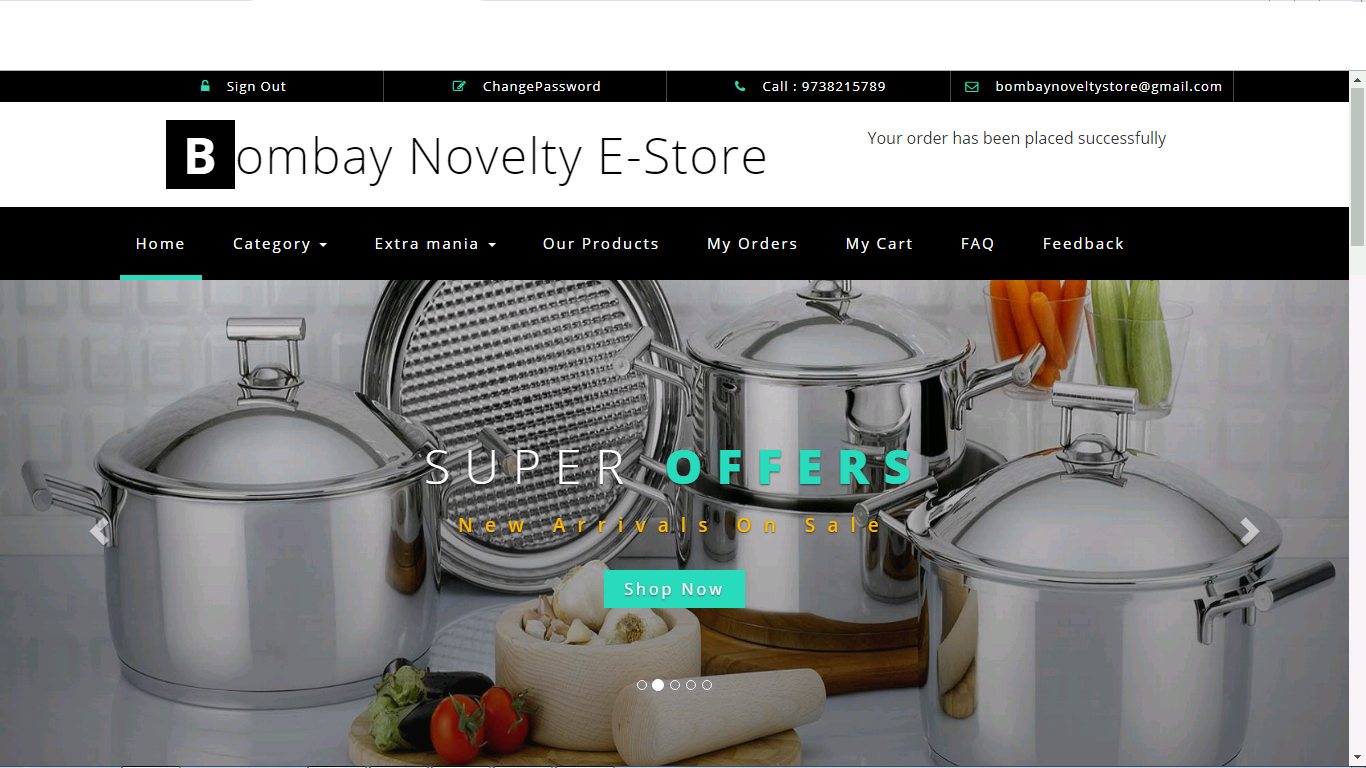 Sign Out
ChangePassword
Call : 9738215789
bombaynoveltystore@gmail.com
Bombay Novelty E-Store
Your order has been placed successfully
Home
Category
Extra mania
Our Products
My Orders
My Cart
FAQ
Feedback
SUPER OFFERS
New Arrivals On Sale
Shop Now